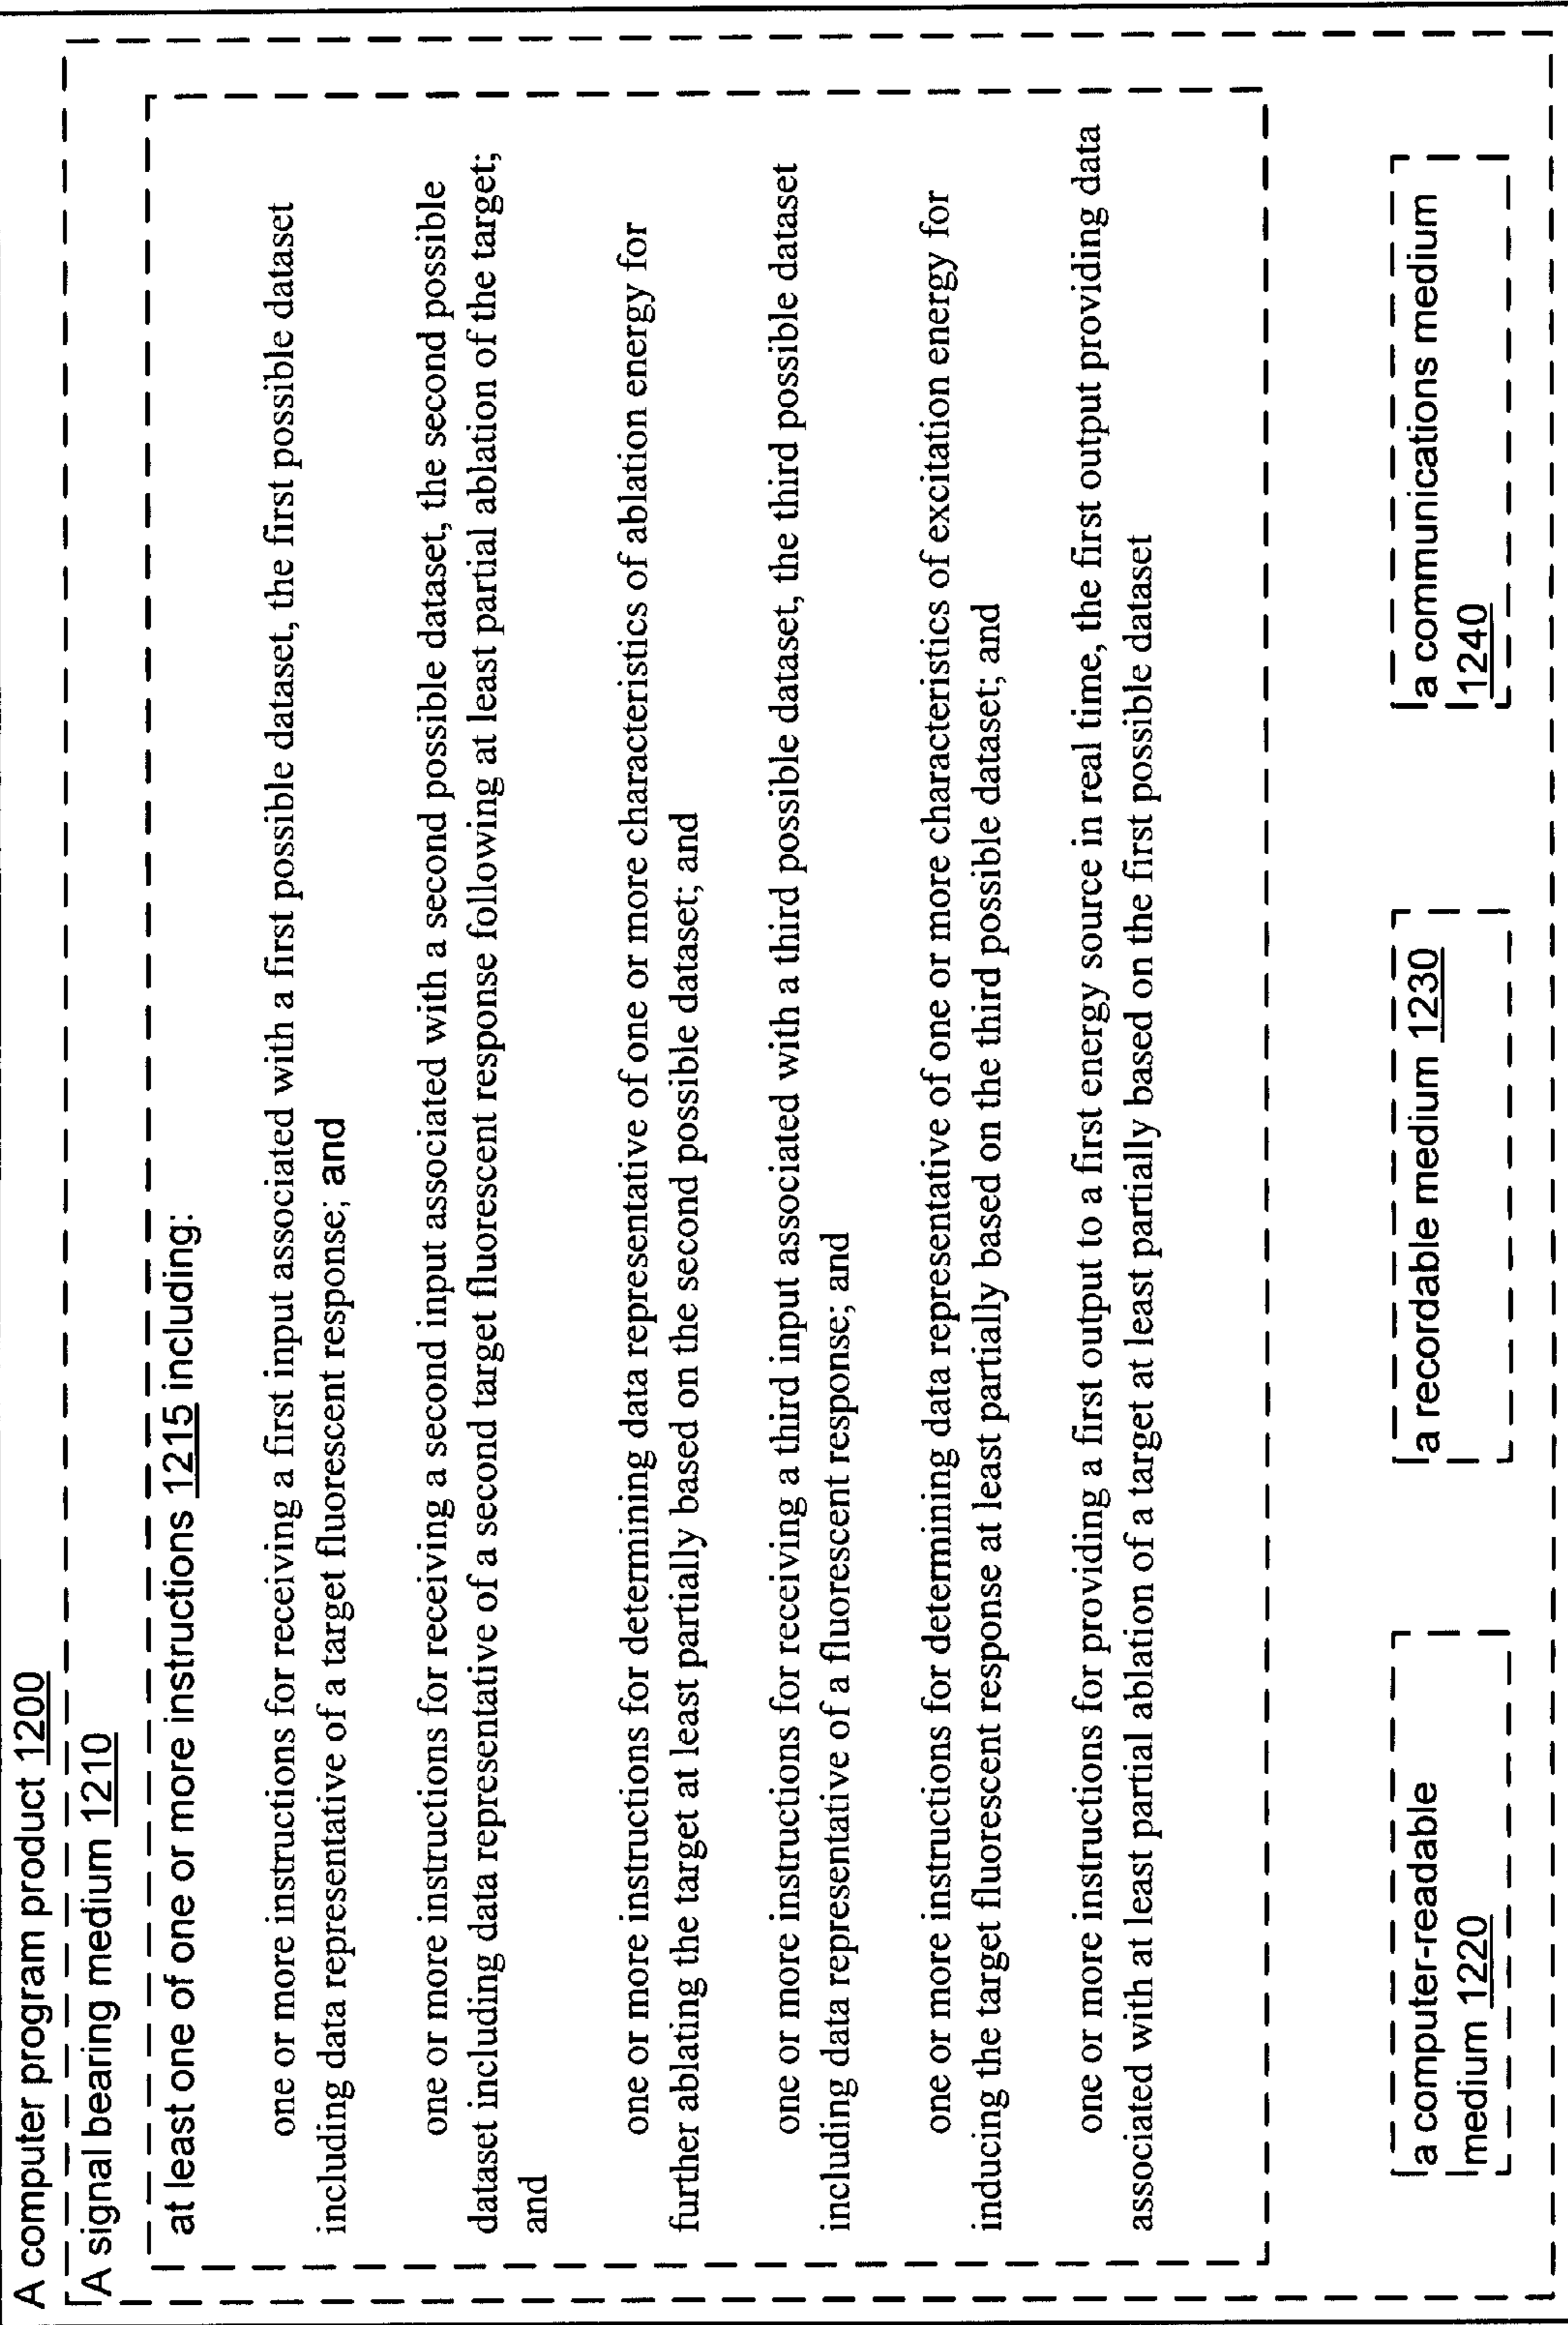 A computer program product 1200
A signal bearing medium 1210
at least one of one or more instructions 1215 including:
one or more instructions for receiving a first input associated with a first possible dataset, the first possible dataset
including data representative of a target fluorescent response; and
one or more instructions for receiving a second input associated with a second possible dataset, the second possible
dataset including data representative of a second target fluorescent response following at least partial ablation of the target;
and
one or more instructions for determining data representative of one or more characteristics of ablation energy for
further ablating the target at least partially based on the second possible dataset; and
one or more instructions for receiving a third input associated with a third possible dataset, the third possible dataset
including data representative of a fluorescent response; and
one or more instructions for determining data representative of one or more characteristics of excitation energy for
inducing the target fluorescent response at least partially based on the third possible dataset; and
one or more instructions for providing a first output to a first energy source in real time, the first output providing data
associated with at least partial ablation of a target at least partially based on the first possible dataset
a computer-readable
medium 1220
a recordable medium 1230
a communications medium
1240